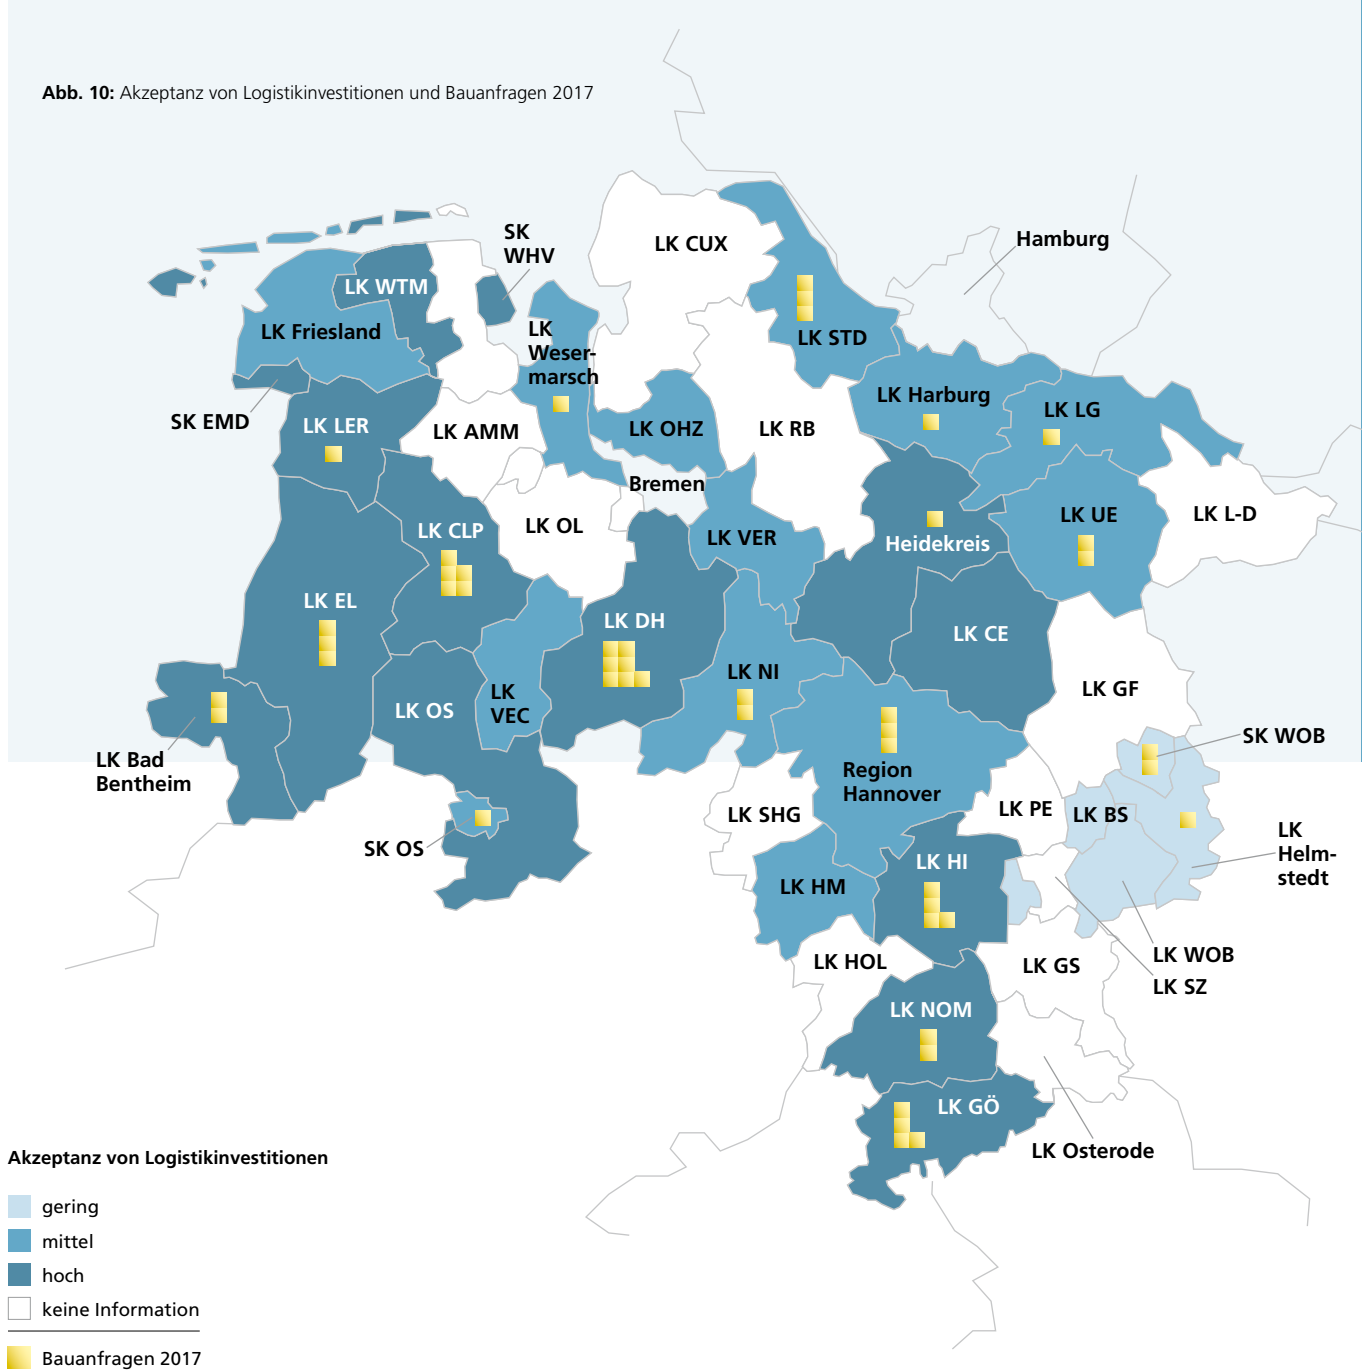 Abb. 10: Akzeptanz von Logistikinvestitionen und Bauanfragen 2017
SK
WHV
LK CUX
Hamburg
LK WTM
LK Friesland
LK
Weser-
marsch
LK STD
LK Harburg
LK LG
SK EMD
LK LER
LK AMM
LK OHZ
LK RB
Bremen
LK CLP
LK OL
LK VER
Heidekreis
LK UE
LK L-D
LK EL
LK DH
LK CE
LK NI
LK GF
LK OS
LK
VEC
SK WOB
LK Bad
Bentheim
Region
Hannover
LK SHG
LK PE
LK BS
SK OS
LK HI
LK
Helm-
stedt
LK HM
LK HOL
LK GS
LK WOB
LK SZ
LK NOM
LK GÖ
LK Osterode
Akzeptanz von Logistikinvestitionen
gering
mittel
hoch
keine Information
Bauanfragen 2017